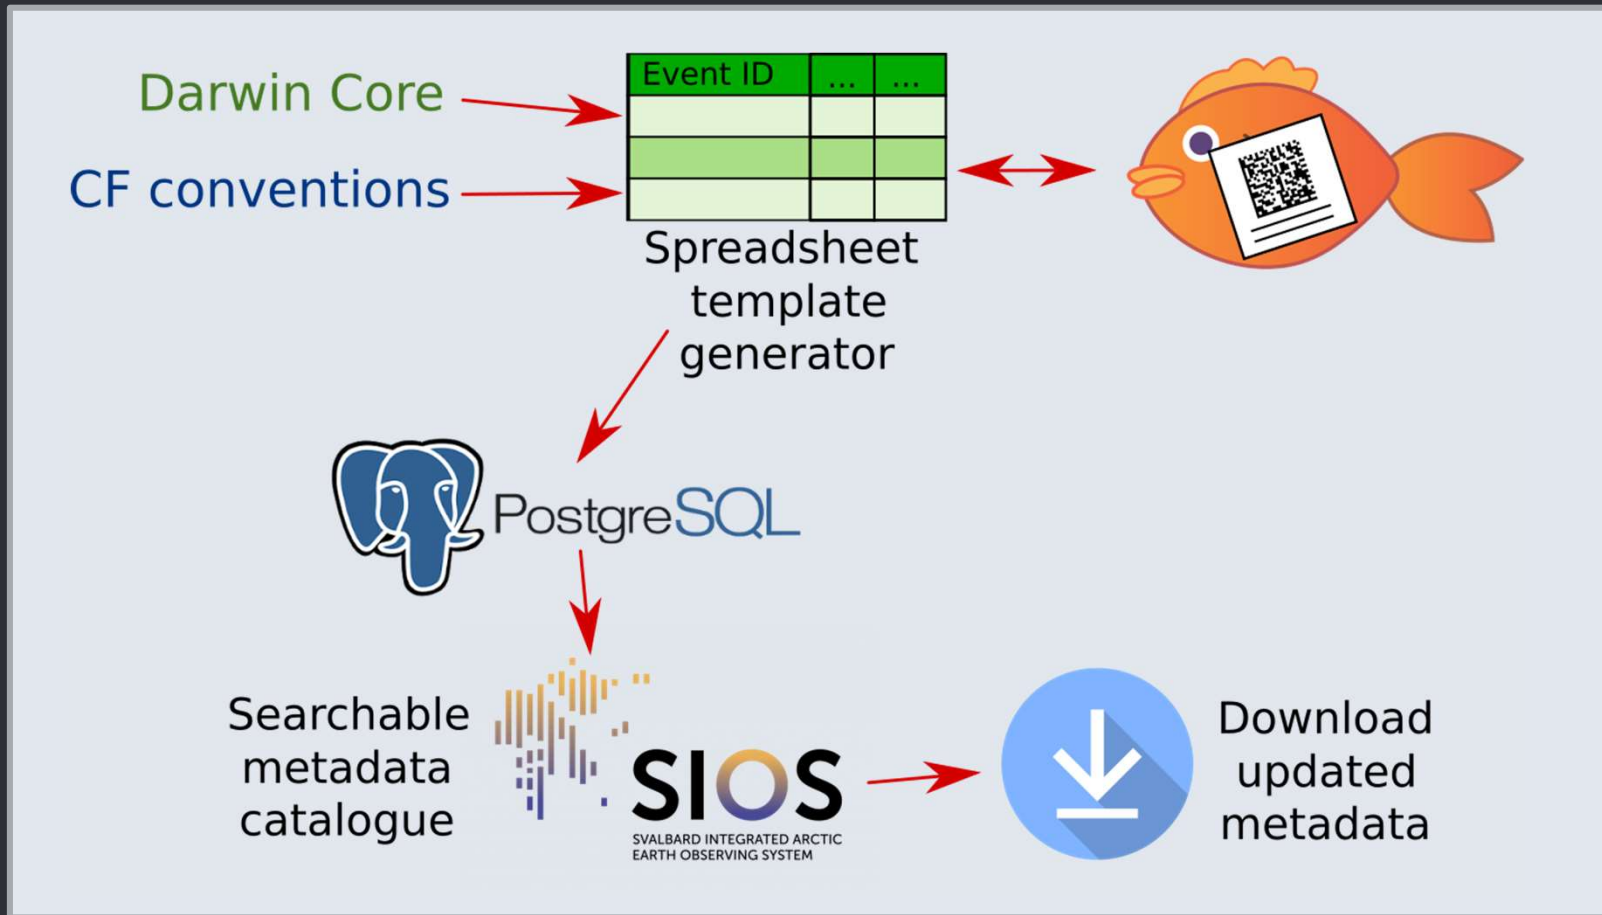 Darwin Core
CF conventions
Event ID ... ...
Spreadsheet
template
generator
PostgreSQL
Searchable
metadata
catalogue
SIOS
SVALBARD INTEGRATED ARCTIC
EARTH OBSERVING SYSTEM
Download
updated
metadata